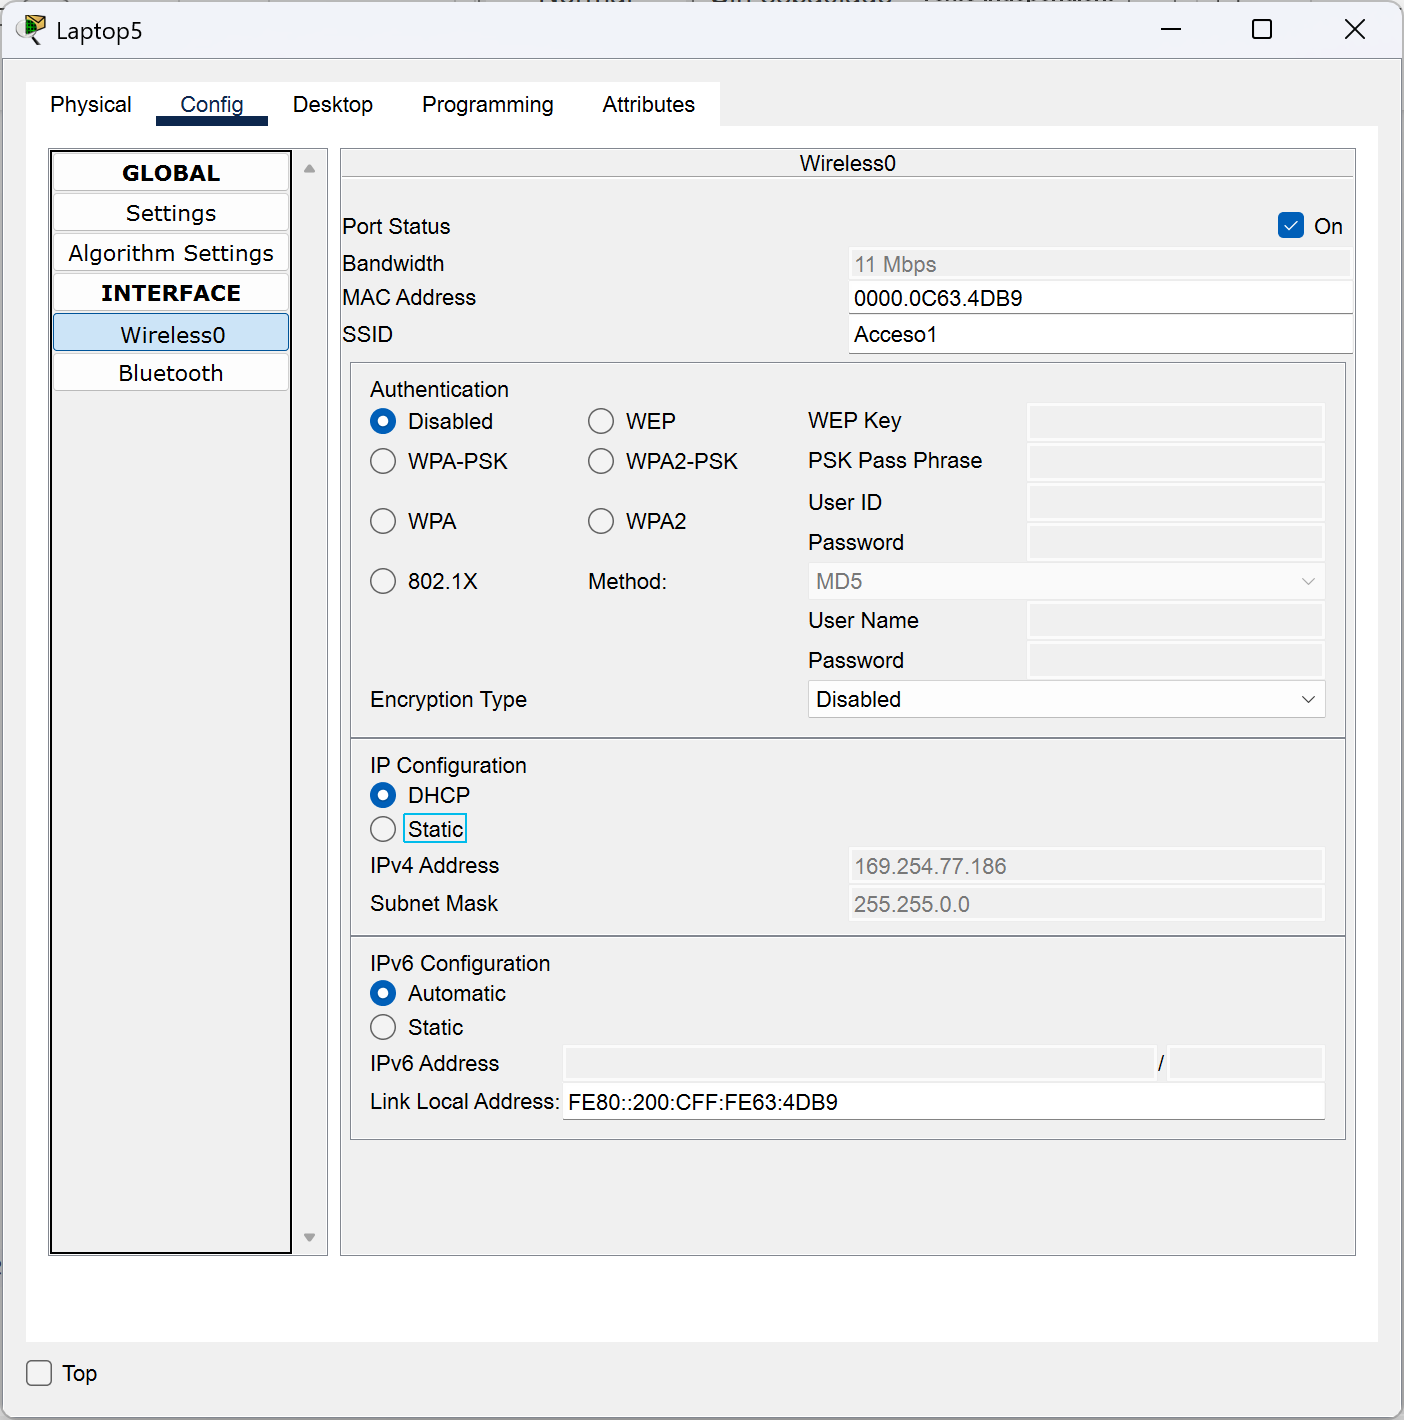 Laptop5
Physical Config Desktop Programming Attributes
GLOBAL
Settings
Algorithm Settings
INTERFACE
Wireless0
Bluetooth
Wireless0
Port Status On
Bandwidth 11 Mbps
MAC Address 0000.0C63.4DB9
SSID Acceso1
Authentication
Disabled WEP WEP Key
WPA-PSK WPA2-PSK PSK Pass Phrase
User ID
WPA WPA2
Password
802.1X Method: MD5
User Name
Password
Encryption Type Disabled
IP Configuration
DHCP
Static
IPv4 Address 169.254.77.186
Subnet Mask 255.255.0.0
IPv6 Configuration
Automatic
Static
IPv6 Address /
Link Local Address: FE80::200:CFF:FE63:4DB9
Top